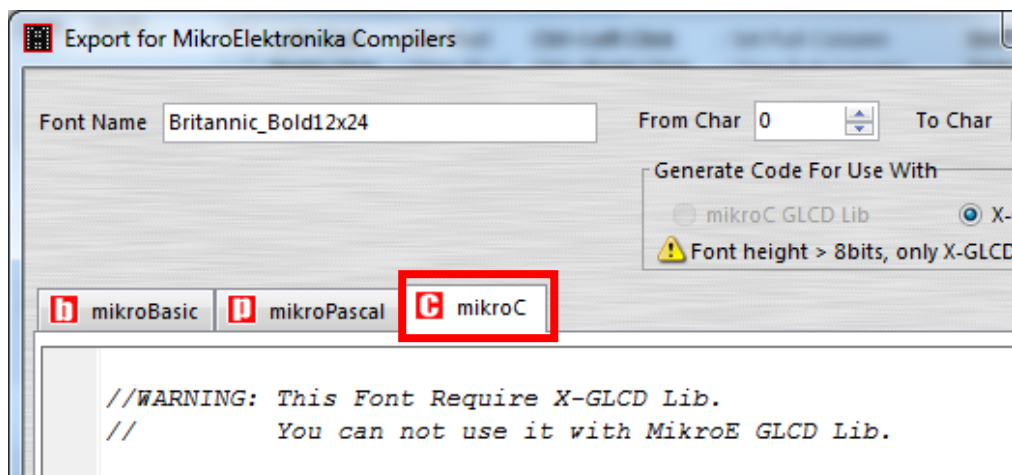 Export for MikroElektronika Compilers
Font Name Britannic_Bold12x24 From Char 0 To Char
Generate Code For Use With
mikroC GLCD Lib X-
Font height > 8bits, only X-GLCD
b mikroBasic p mikroPascal C mikroC
//WARNING: This Font Require X-GLCD Lib.
// You can not use it with MikroE GLCD Lib.